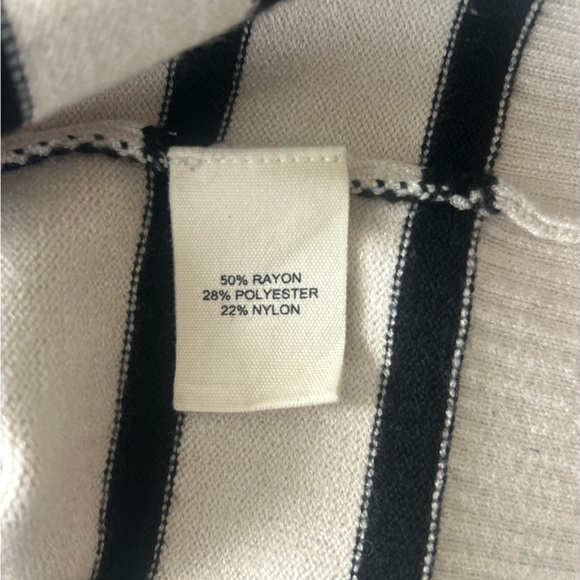 50% RAYON
28% POLYESTER
22% NYLON